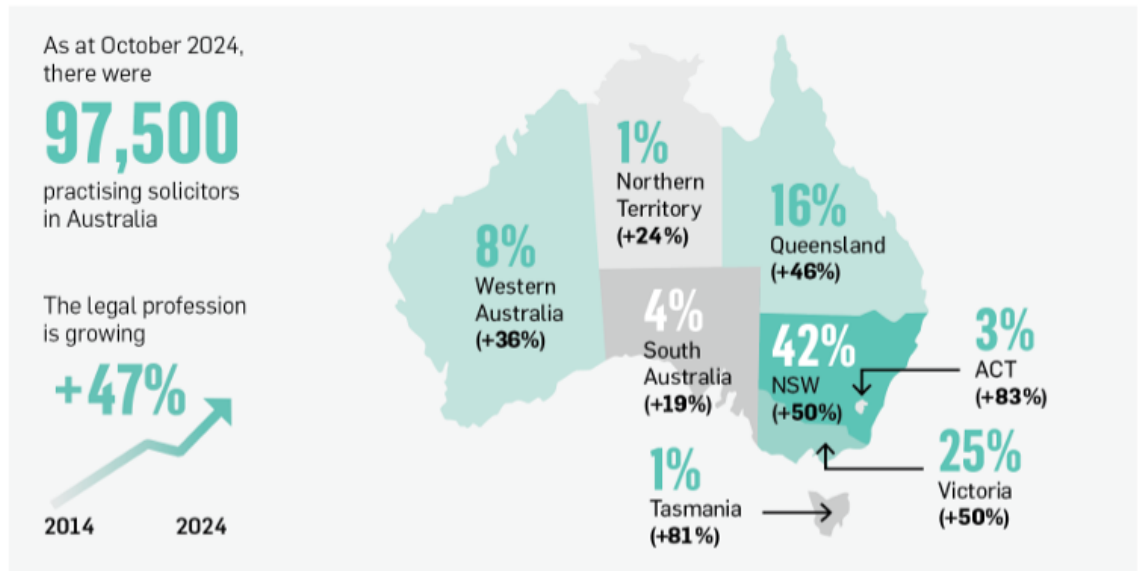 As at October 2024,
there were
97,500
practising solicitors
in Australia
The legal profession
is growing
+47%
2014
2024
8%
Western
Australia
(+36%)
1%
Northern
Territory
(+24%)
16%
Queensland
(+46%)
4%
South
Australia
(+19%)
42%
NSW
(+50%)
3%
ACT
(+83%)
25%
Victoria
(+50%)
1%
Tasmania
(+81%)